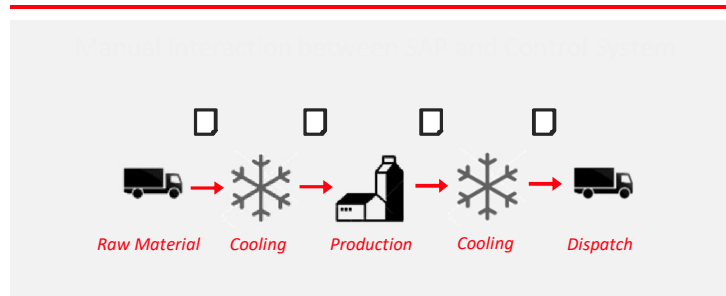 Manual Interaction Between SAP and Control System
Raw Material
Cooling
Production
Cooling
Dispatch